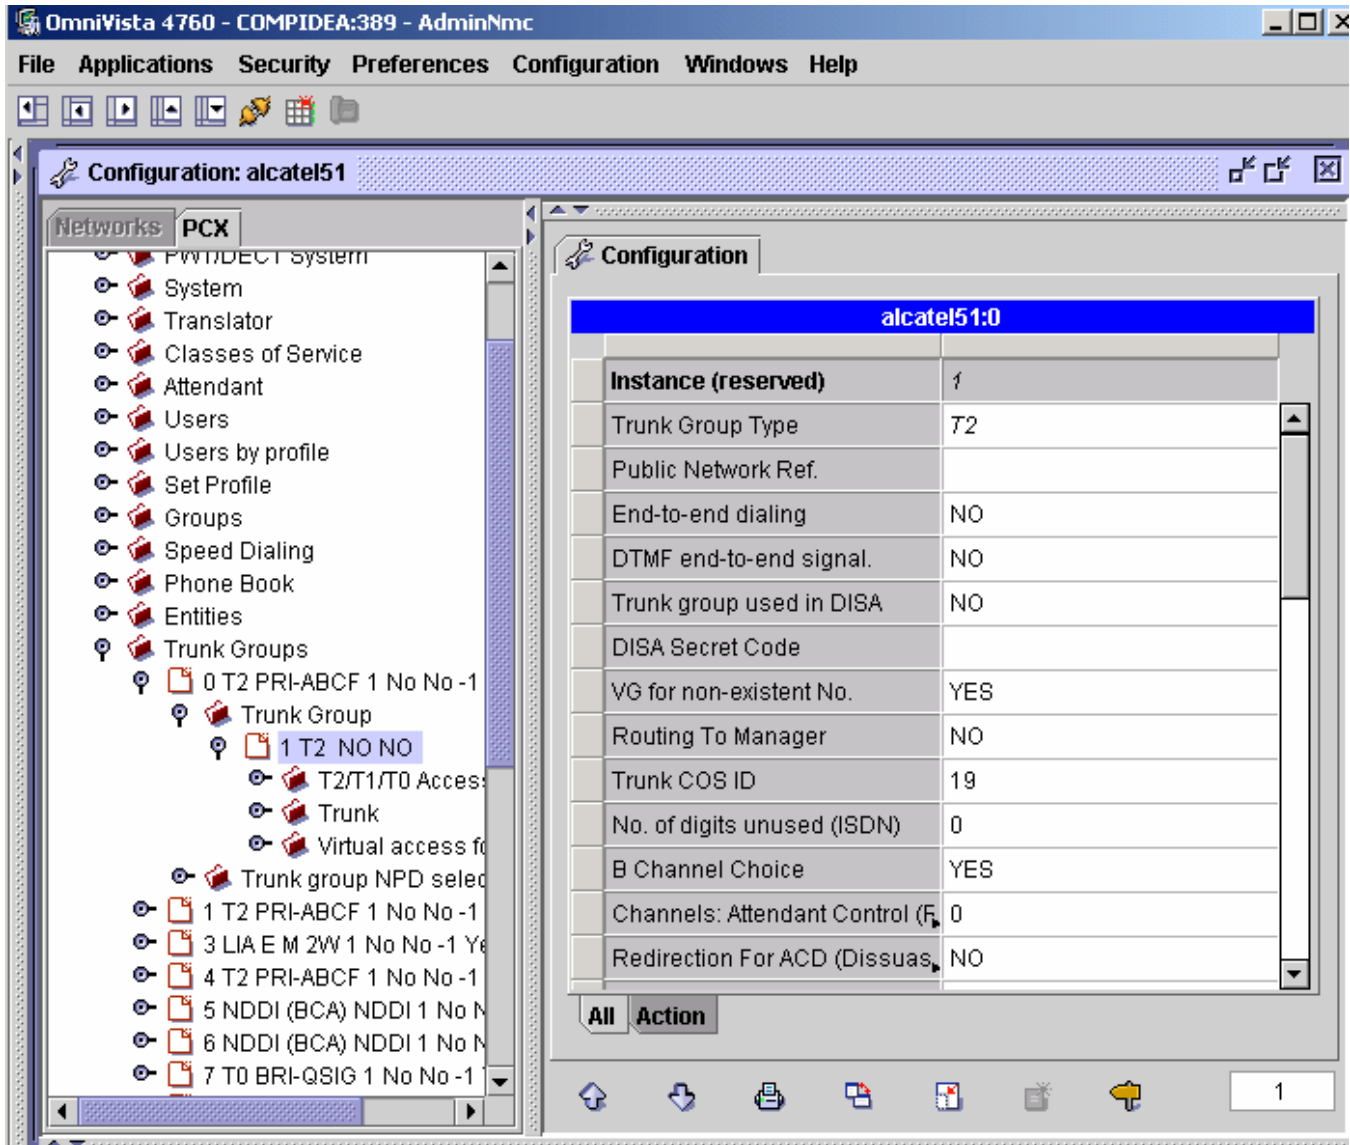 OmniVista 4760 - COMPIDEA:389 - AdminNmc
File Applications Security Preferences Configuration Windows Help
Configuration: alcatel51
Networks PCX
PWT/DECT System
System
Translator
Classes of Service
Attendant
Users
Users by profile
Set Profile
Groups
Speed Dialing
Phone Book
Entities
Trunk Groups
0 T2 PRI-ABCF 1 No No -1
Trunk Group
1 T2 NO NO
T2/T1/T0 Acces
Trunk
Virtual access fo
Trunk group NPD selec
1 T2 PRI-ABCF 1 No No -1
3 LIA E M 2W 1 No No -1 Ye
4 T2 PRI-ABCF 1 No No -1
5 NDDI (BCA) NDDI 1 No N
6 NDDI (BCA) NDDI 1 No N
7 T0 BRI-QSIG 1 No No -1
Configuration
alcatel51:0
Instance (reserved) 1
Trunk Group Type T2
Public Network Ref.
End-to-end dialing NO
DTMF end-to-end signal. NO
Trunk group used in DISA NO
DISA Secret Code
VG for non-existent No. YES
Routing To Manager NO
Trunk COS ID 19
No. of digits unused (ISDN) 0
B Channel Choice YES
Channels: Attendant Control (F 0
Redirection For ACD (Dissuas NO
All Action
1